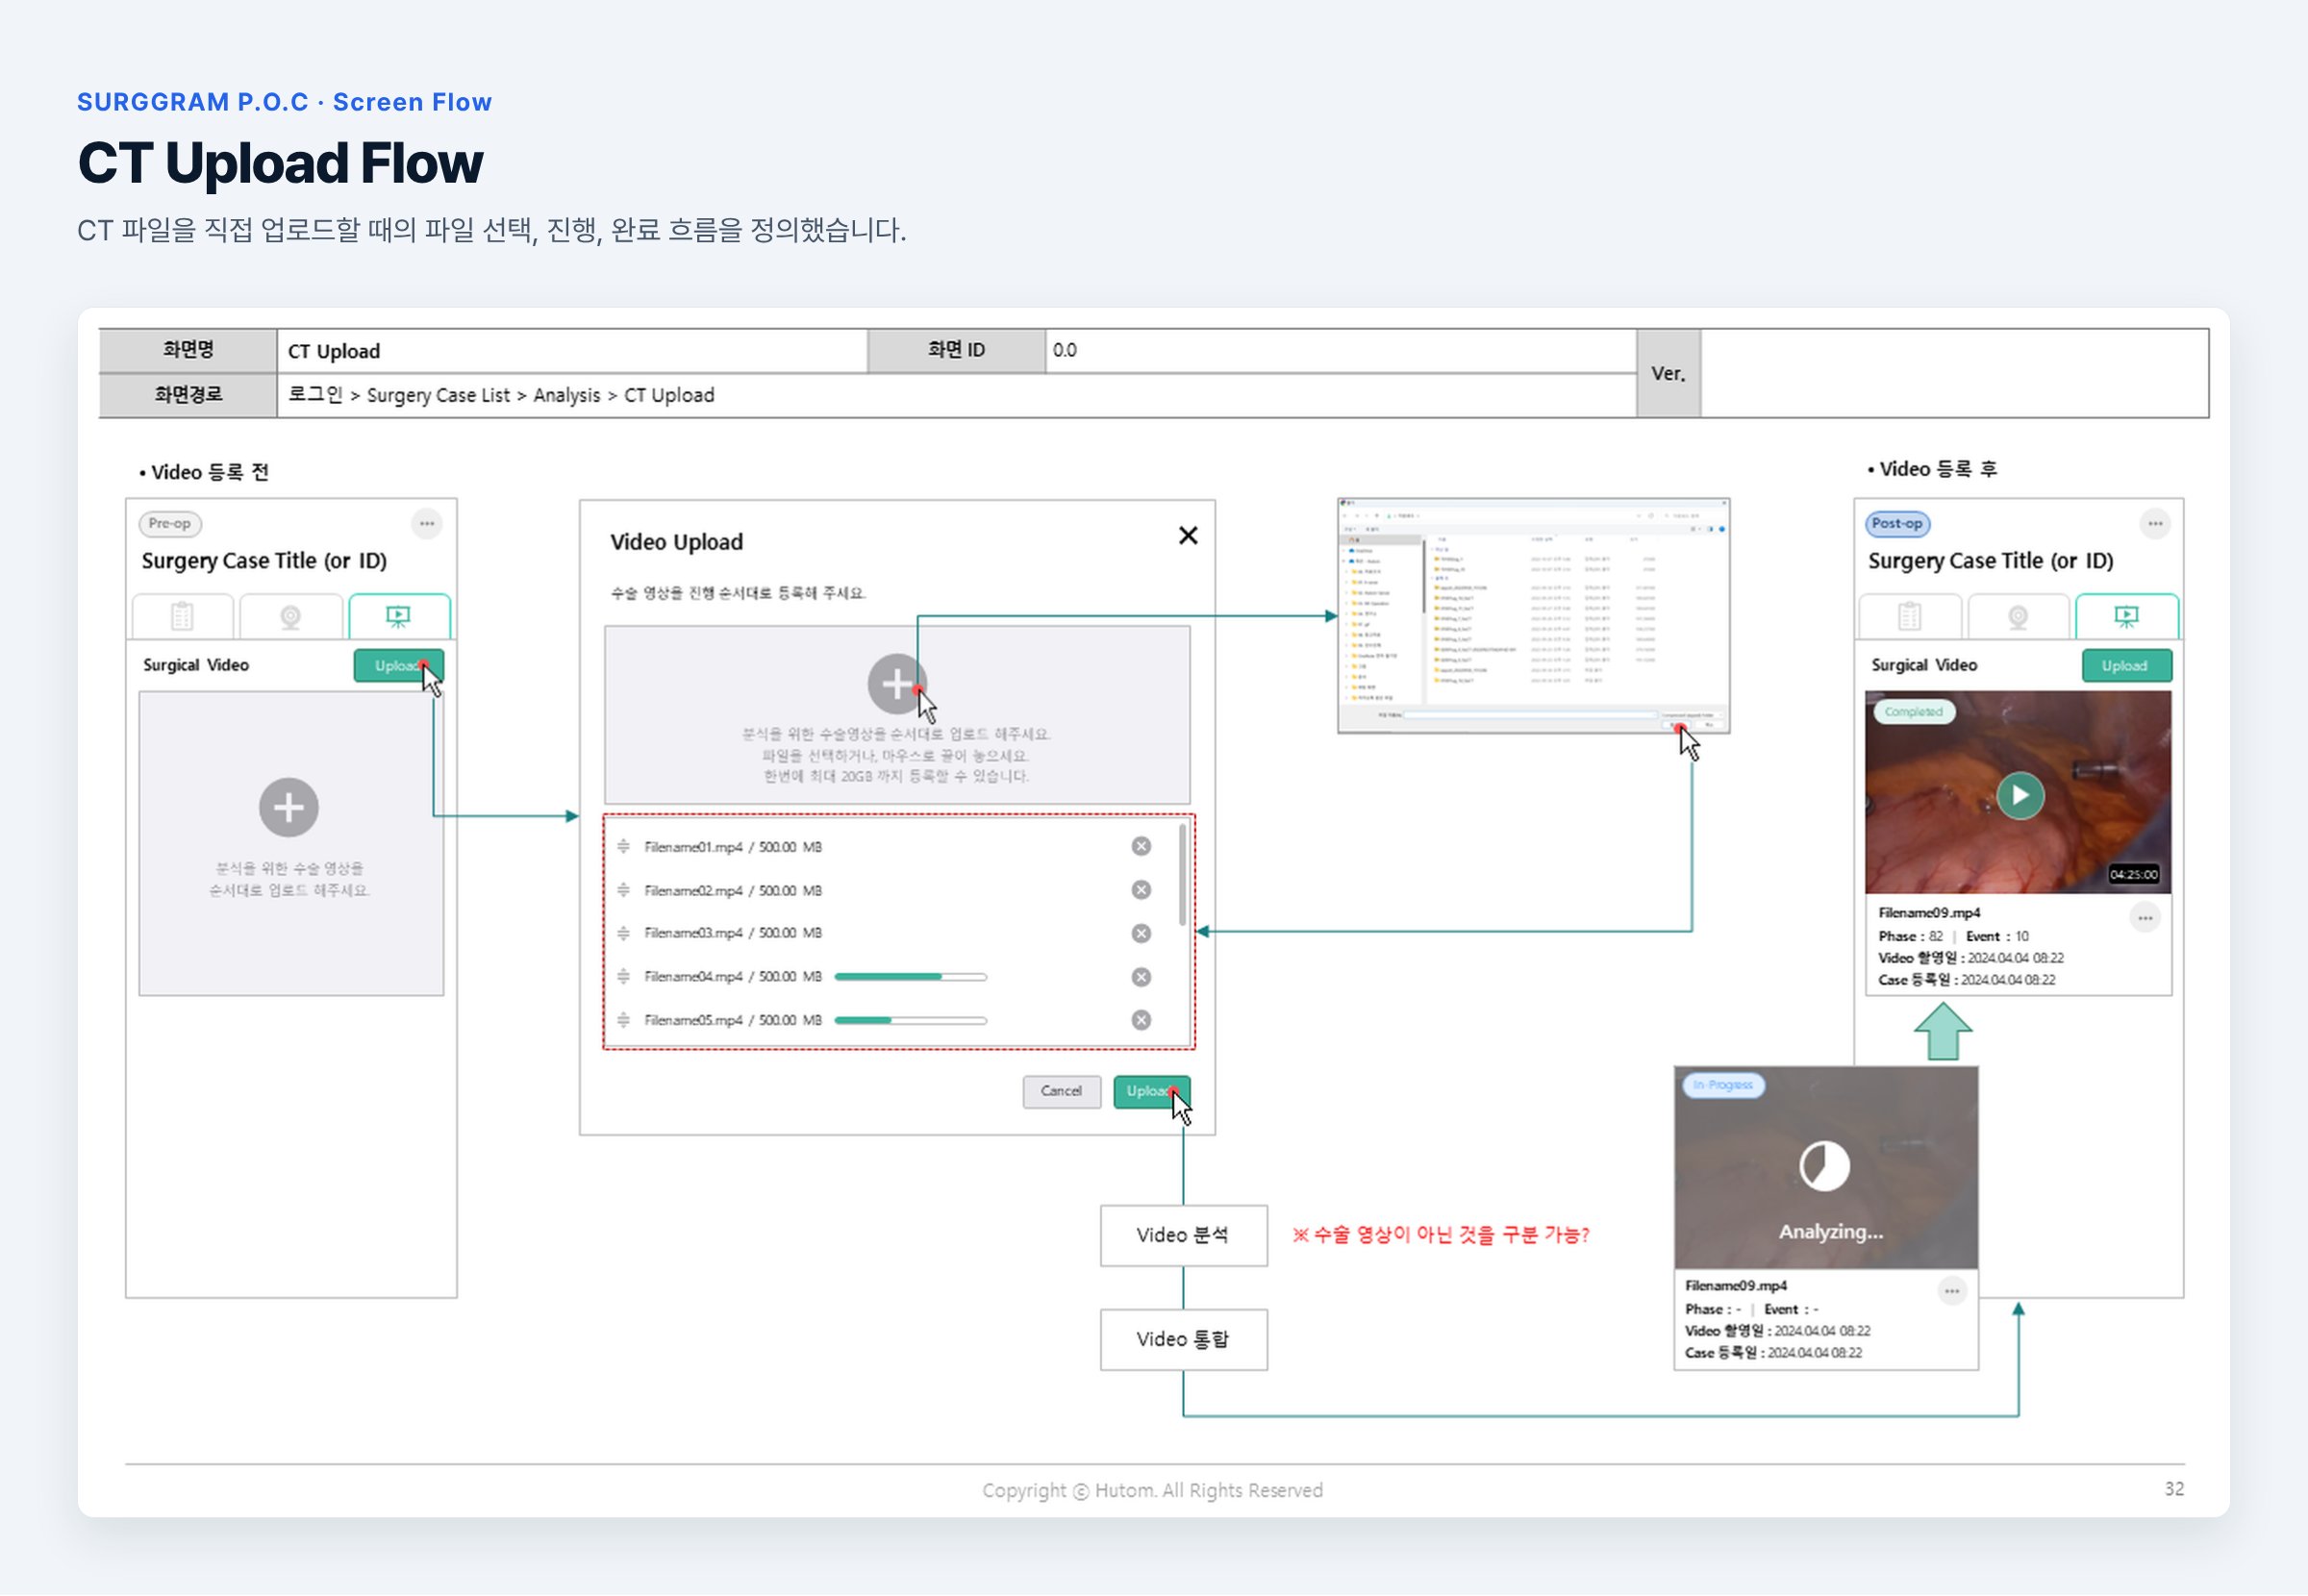 SURGGRAM P.O.C · Screen Flow
CT Upload Flow
CT 파일을 직접 업로드할 때의 파일 선택, 진행, 완료 흐름을 정의했습니다.
화면명
CT Upload
화면 ID
0.0
Ver.
화면경로
로그인 > Surgery Case List > Analysis > CT Upload
• Video 등록 전
Pre-op
Surgery Case Title (or ID)
Surgical Video
Upload
분석을 위한 수술 영상을
순서대로 업로드 해주세요.
Video Upload
수술 영상을 진행 순서대로 등록해 주세요.
분석을 위한 수술영상을 순서대로 업로드 해주세요.
파일을 선택하거나, 마우스로 끌어 놓으세요.
한번에 최대 20GB 까지 등록할 수 있습니다.
Filename01.mp4 / 500.00 MB
Filename02.mp4 / 500.00 MB
Filename03.mp4 / 500.00 MB
Filename04.mp4 / 500.00 MB
Filename05.mp4 / 500.00 MB
Cancel
Upload
Video 분석
※ 수술 영상이 아닌 것을 구분 가능?
Video 통합
• Video 등록 후
Post-op
Surgery Case Title (or ID)
Surgical Video
Upload
Completed
04:25:00
Filename09.mp4
Phase : 82 | Event : 10
Video 촬영일 : 2024.04.04 08:22
Case 등록일 : 2024.04.04 08:22
In-Progress
Analyzing...
Filename09.mp4
Phase : - | Event : -
Video 촬영일 : 2024.04.04 08:22
Case 등록일 : 2024.04.04 08:22
Copyright ⓒ Hutom. All Rights Reserved
32